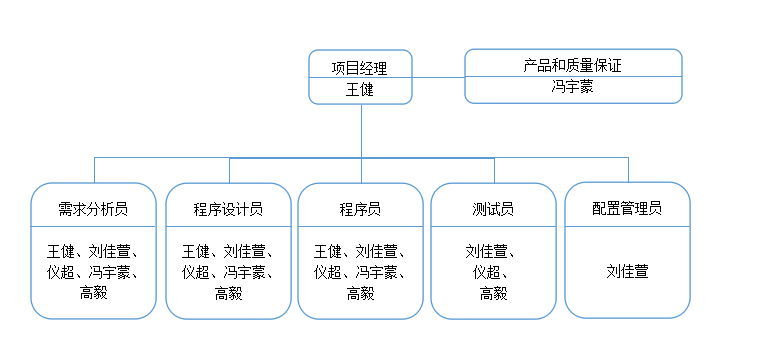 项目经理
王健
产品和质量保证
冯宇蒙
需求分析员
王健、刘佳萱、
仪超、冯宇蒙、
高毅
程序设计员
王健、刘佳萱、
仪超、冯宇蒙、
高毅
程序员
王健、刘佳萱、
仪超、冯宇蒙、
高毅
测试员
刘佳萱、
仪超、
高毅
配置管理员
刘佳萱